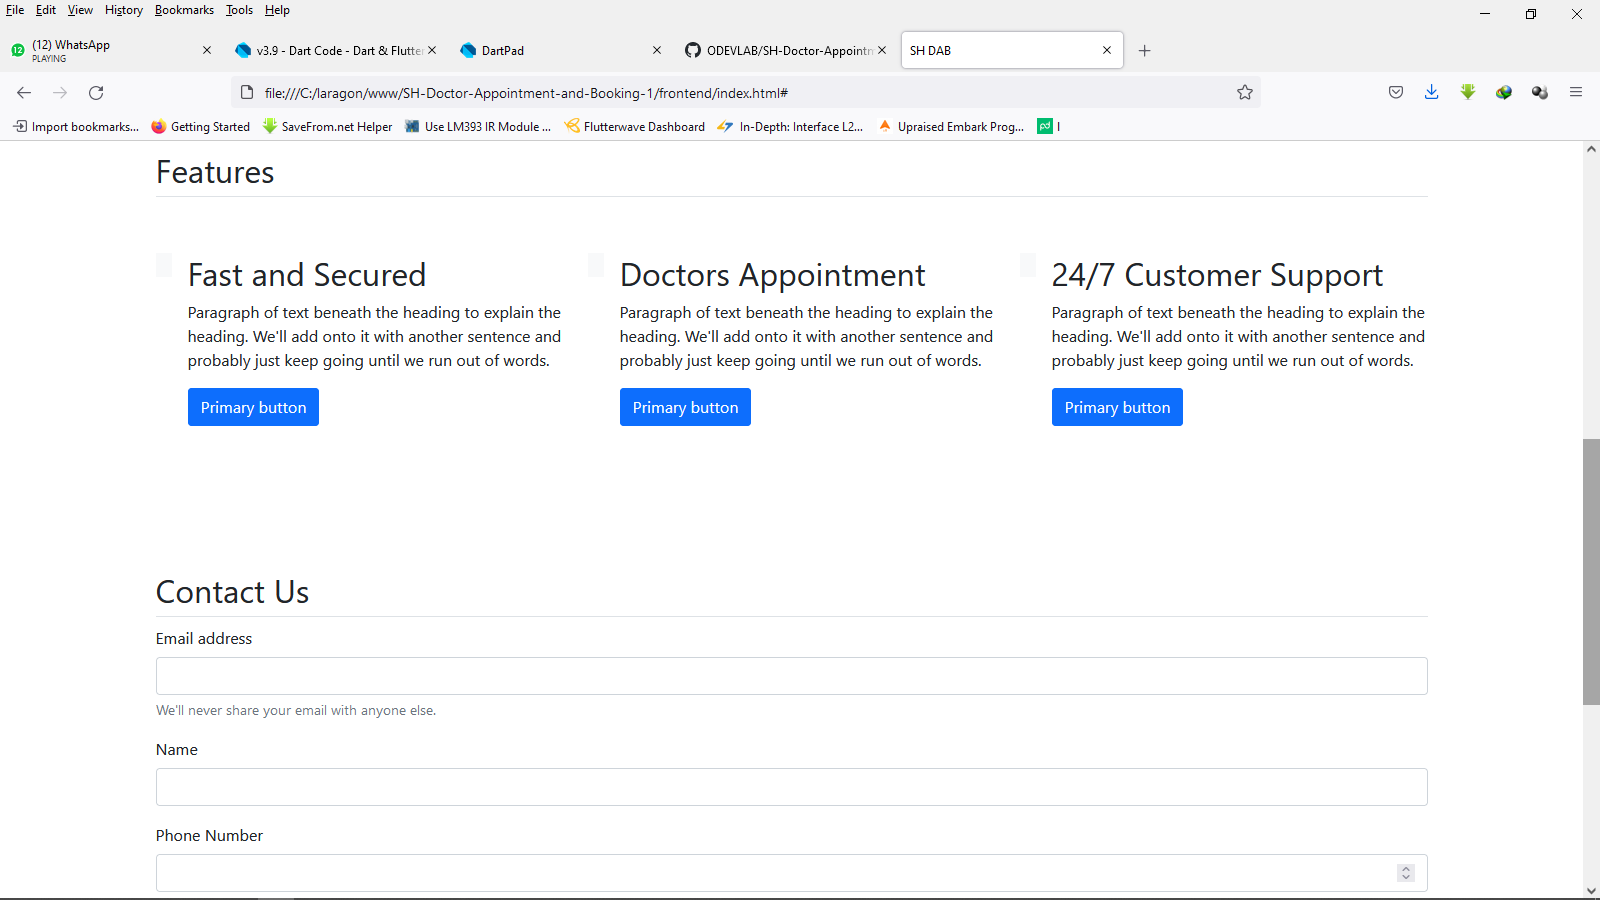 File Edit View History Bookmarks Tools Help
(12) WhatsApp
PLAYING
12
v3.9 - Dart Code - Dart & Flutte
DartPad
ODEVLAB/SH-Doctor-Appointm
SH DAB
file:///C:/laragon/www/SH-Doctor-Appointment-and-Booking-1/frontend/index.html#
Import bookmarks... Getting Started SaveFrom.net Helper Use LM393 IR Module ... Flutterwave Dashboard In-Depth: Interface L2... Upraised Embark Prog... pd I
Features
Fast and Secured
Paragraph of text beneath the heading to explain the
heading. We'll add onto it with another sentence and
probably just keep going until we run out of words.
Primary button
Doctors Appointment
Paragraph of text beneath the heading to explain the
heading. We'll add onto it with another sentence and
probably just keep going until we run out of words.
Primary button
24/7 Customer Support
Paragraph of text beneath the heading to explain the
heading. We'll add onto it with another sentence and
probably just keep going until we run out of words.
Primary button
Contact Us
Email address
We'll never share your email with anyone else.
Name
Phone Number